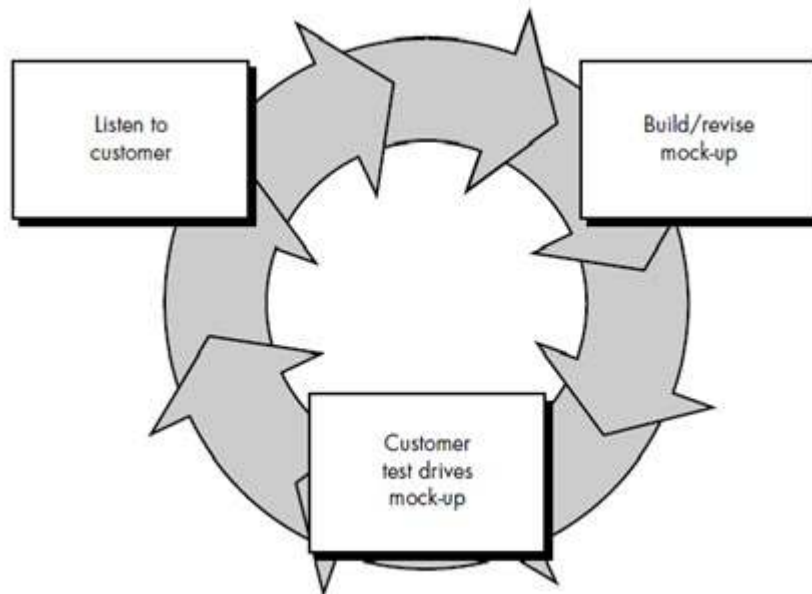 Listen to
customer
Build/revise
mock-up
Customer
test drives
mock-up